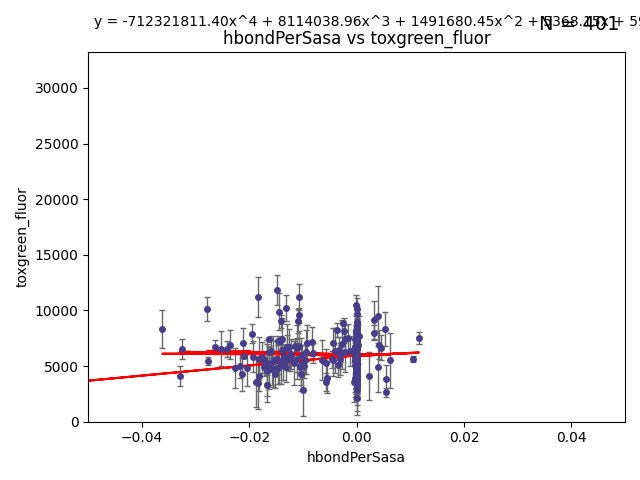 y = -712321811.40x^4 + 8114038.96x^3 + 1491680.45x^2 +
N = 401
hbondPerSasa vs toxgreen_fluor
toxgreen_fluor
30000
25000
20000
15000
10000
5000
0
−0.04 −0.02 0.00 0.02 0.04
hbondPerSasa